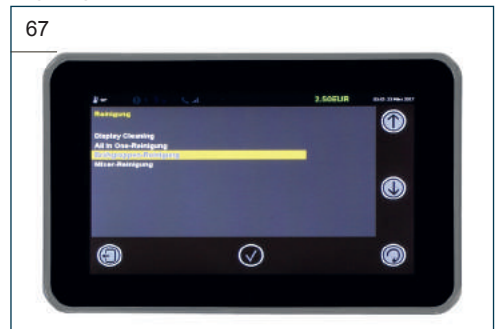 67
3.50EUR
Reinigung
Display Cleaning
All in One-Reinigung
Mixer-Reinigung